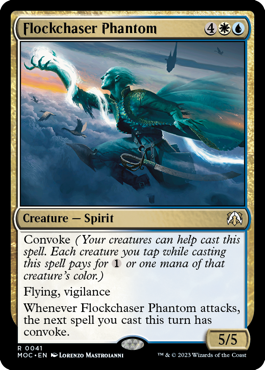 Flockchaser Phantom 4
Creature — Spirit
Convoke (Your creatures can help cast this
spell. Each creature you tap while casting
this spell pays for 1 or one mana of that
creature's color.)
Flying, vigilance
Whenever Flockchaser Phantom attacks,
the next spell you cast this turn has
convoke.
5/5
R 0041
MOC • EN Lorenzo Mastroianni
™ & © 2023 Wizards of the Coast